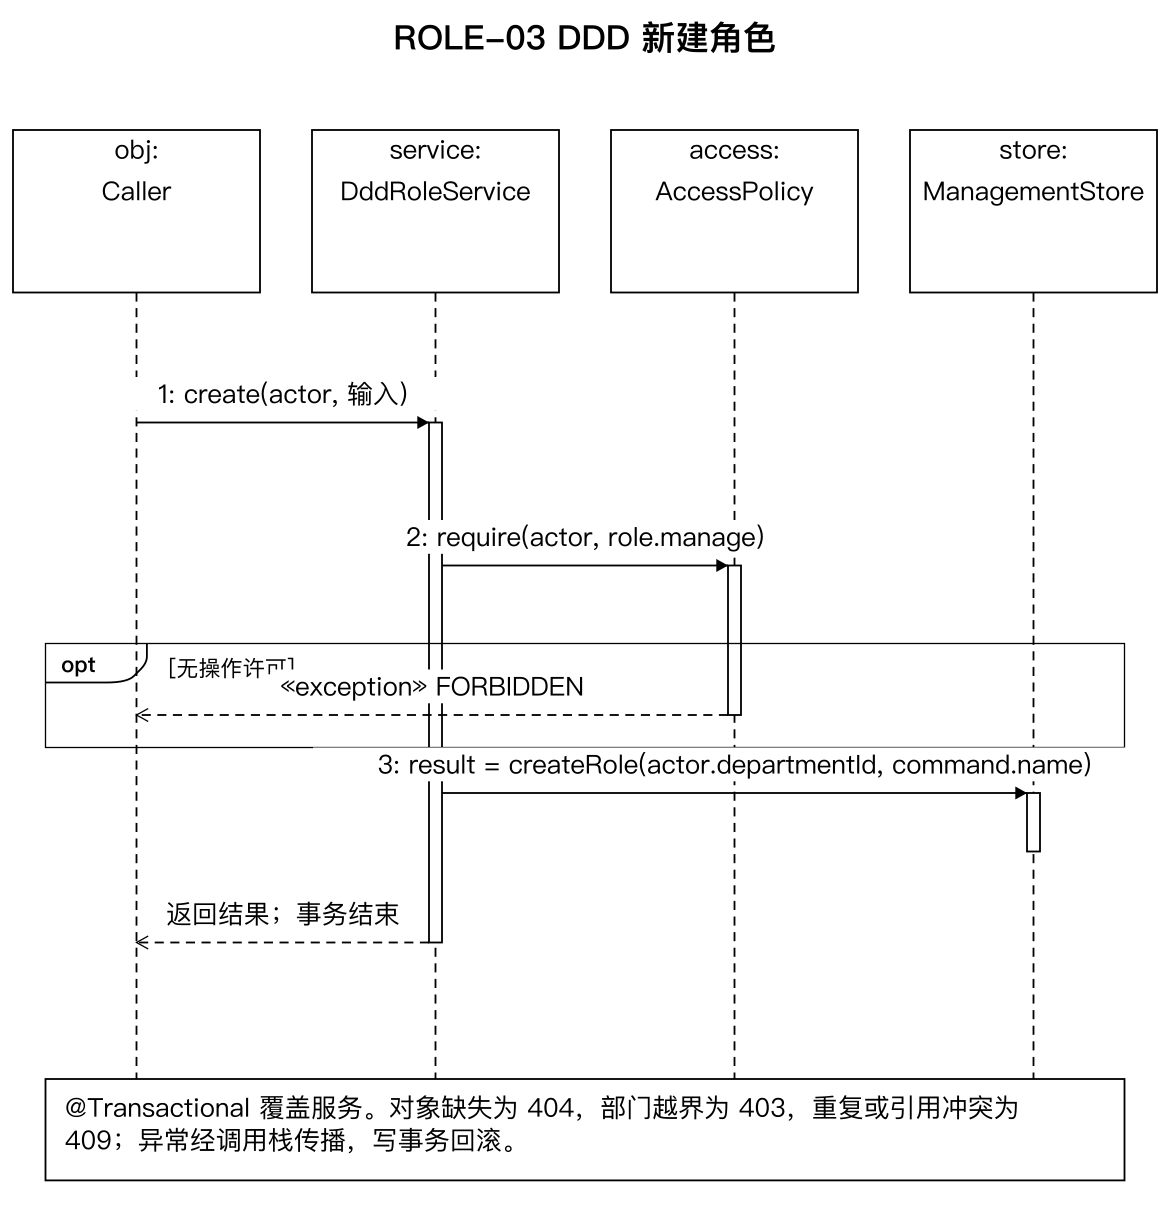 ROLE-03 DDD 新建角色
obj:
Caller
service:
DddRoleService
access:
AccessPolicy
store:
ManagementStore
1: create(actor, 输入)
2: require(actor, role.manage)
opt
[无操作许可]
«exception» FORBIDDEN
3: result = createRole(actor.departmentId, command.name)
返回结果；事务结束
@Transactional 覆盖服务。对象缺失为 404，部门越界为 403，重复或引用冲突为
409；异常经调用栈传播，写事务回滚。